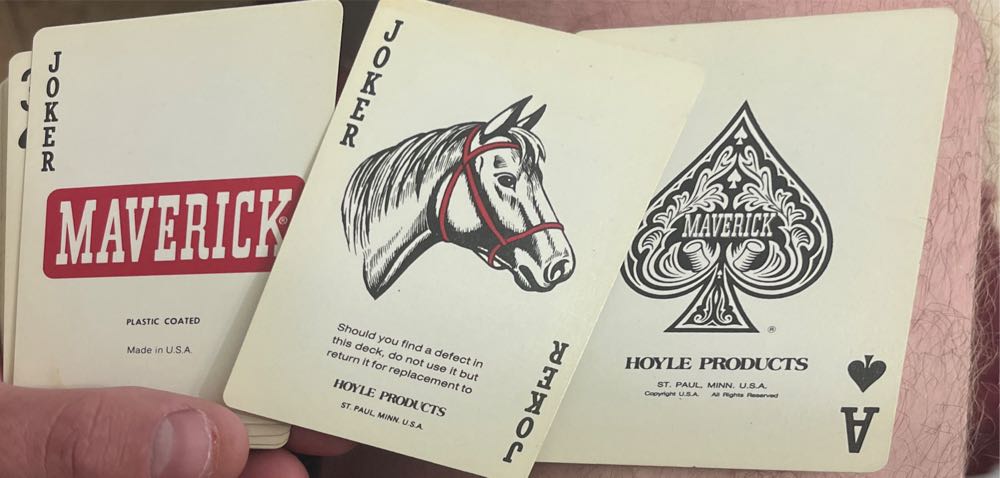 JOKER
MAVERICK®
PLASTIC COATED
Made in U.S.A.
JOKER
Should you find a defect in
this deck, do not use it but
return it for replacement to
HOYLE PRODUCTS
ST. PAUL, MINN. U.S.A.
JOKER
MAVERICK
®
HOYLE PRODUCTS
ST. PAUL, MINN. U.S.A.
Copyright U.S.A. All Rights Reserved
A